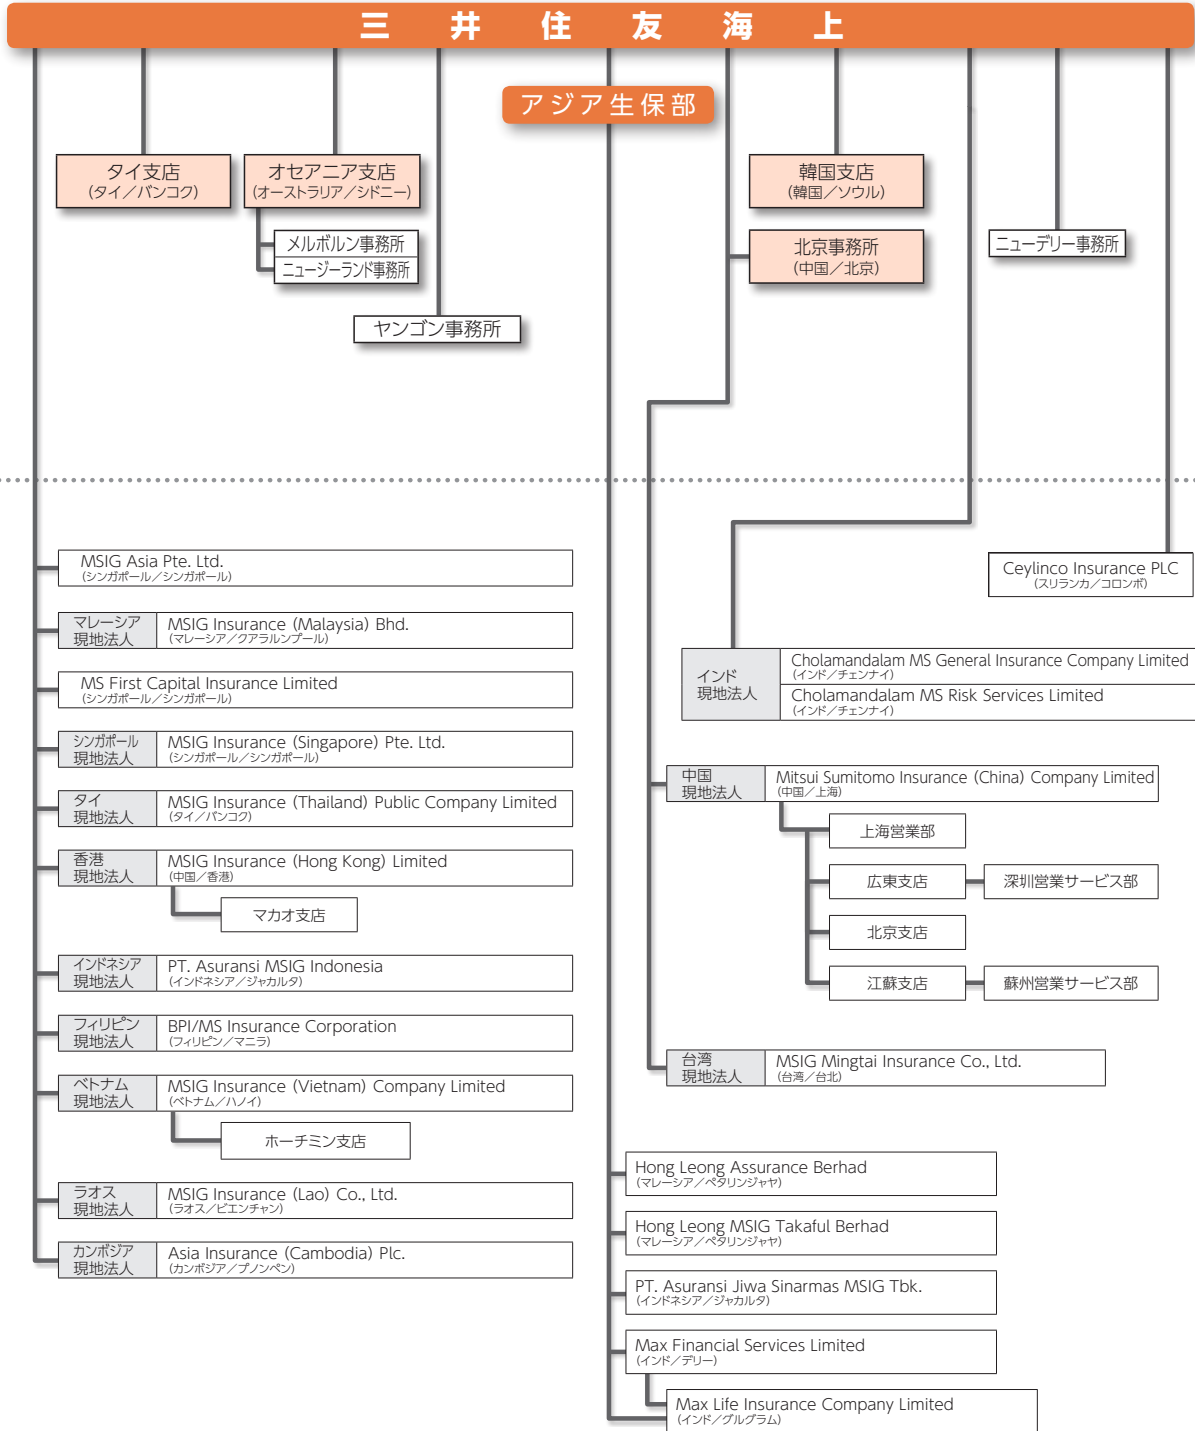 三井住友海上
アジア生保部
タイ支店
(タイ／バンコク)
オセアニア支店
(オーストラリア／シドニー)
メルボルン事務所
ニュージーランド事務所
ヤンゴン事務所
韓国支店
(韓国／ソウル)
北京事務所
(中国／北京)
ニューデリー事務所
MSIG Asia Pte. Ltd.
(シンガポール／シンガポール)
マレーシア
現地法人
MSIG Insurance (Malaysia) Bhd.
(マレーシア／クアラルンプール)
MS First Capital Insurance Limited
(シンガポール／シンガポール)
シンガポール
現地法人
MSIG Insurance (Singapore) Pte. Ltd.
(シンガポール／シンガポール)
タイ
現地法人
MSIG Insurance (Thailand) Public Company Limited
(タイ／バンコク)
香港
現地法人
MSIG Insurance (Hong Kong) Limited
(中国／香港)
マカオ支店
インドネシア
現地法人
PT. Asuransi MSIG Indonesia
(インドネシア／ジャカルタ)
フィリピン
現地法人
BPI/MS Insurance Corporation
(フィリピン／マニラ)
ベトナム
現地法人
MSIG Insurance (Vietnam) Company Limited
(ベトナム／ハノイ)
ホーチミン支店
ラオス
現地法人
MSIG Insurance (Lao) Co., Ltd.
(ラオス／ビエンチャン)
カンボジア
現地法人
Asia Insurance (Cambodia) Plc.
(カンボジア／プノンペン)
Ceylinco Insurance PLC
(スリランカ／コロンボ)
インド
現地法人
Cholamandalam MS General Insurance Company Limited
(インド／チェンナイ)
Cholamandalam MS Risk Services Limited
(インド／チェンナイ)
中国
現地法人
Mitsui Sumitomo Insurance (China) Company Limited
(中国／上海)
上海営業部
広東支店
深圳営業サービス部
北京支店
江蘇支店
蘇州営業サービス部
台湾
現地法人
MSIG Mingtai Insurance Co., Ltd.
(台湾／台北)
Hong Leong Assurance Berhad
(マレーシア／ペタリンジャヤ)
Hong Leong MSIG Takaful Berhad
(マレーシア／ペタリンジャヤ)
PT. Asuransi Jiwa Sinarmas MSIG Tbk.
(インドネシア／ジャカルタ)
Max Financial Services Limited
(インド／デリー)
Max Life Insurance Company Limited
(インド／グルグラム)